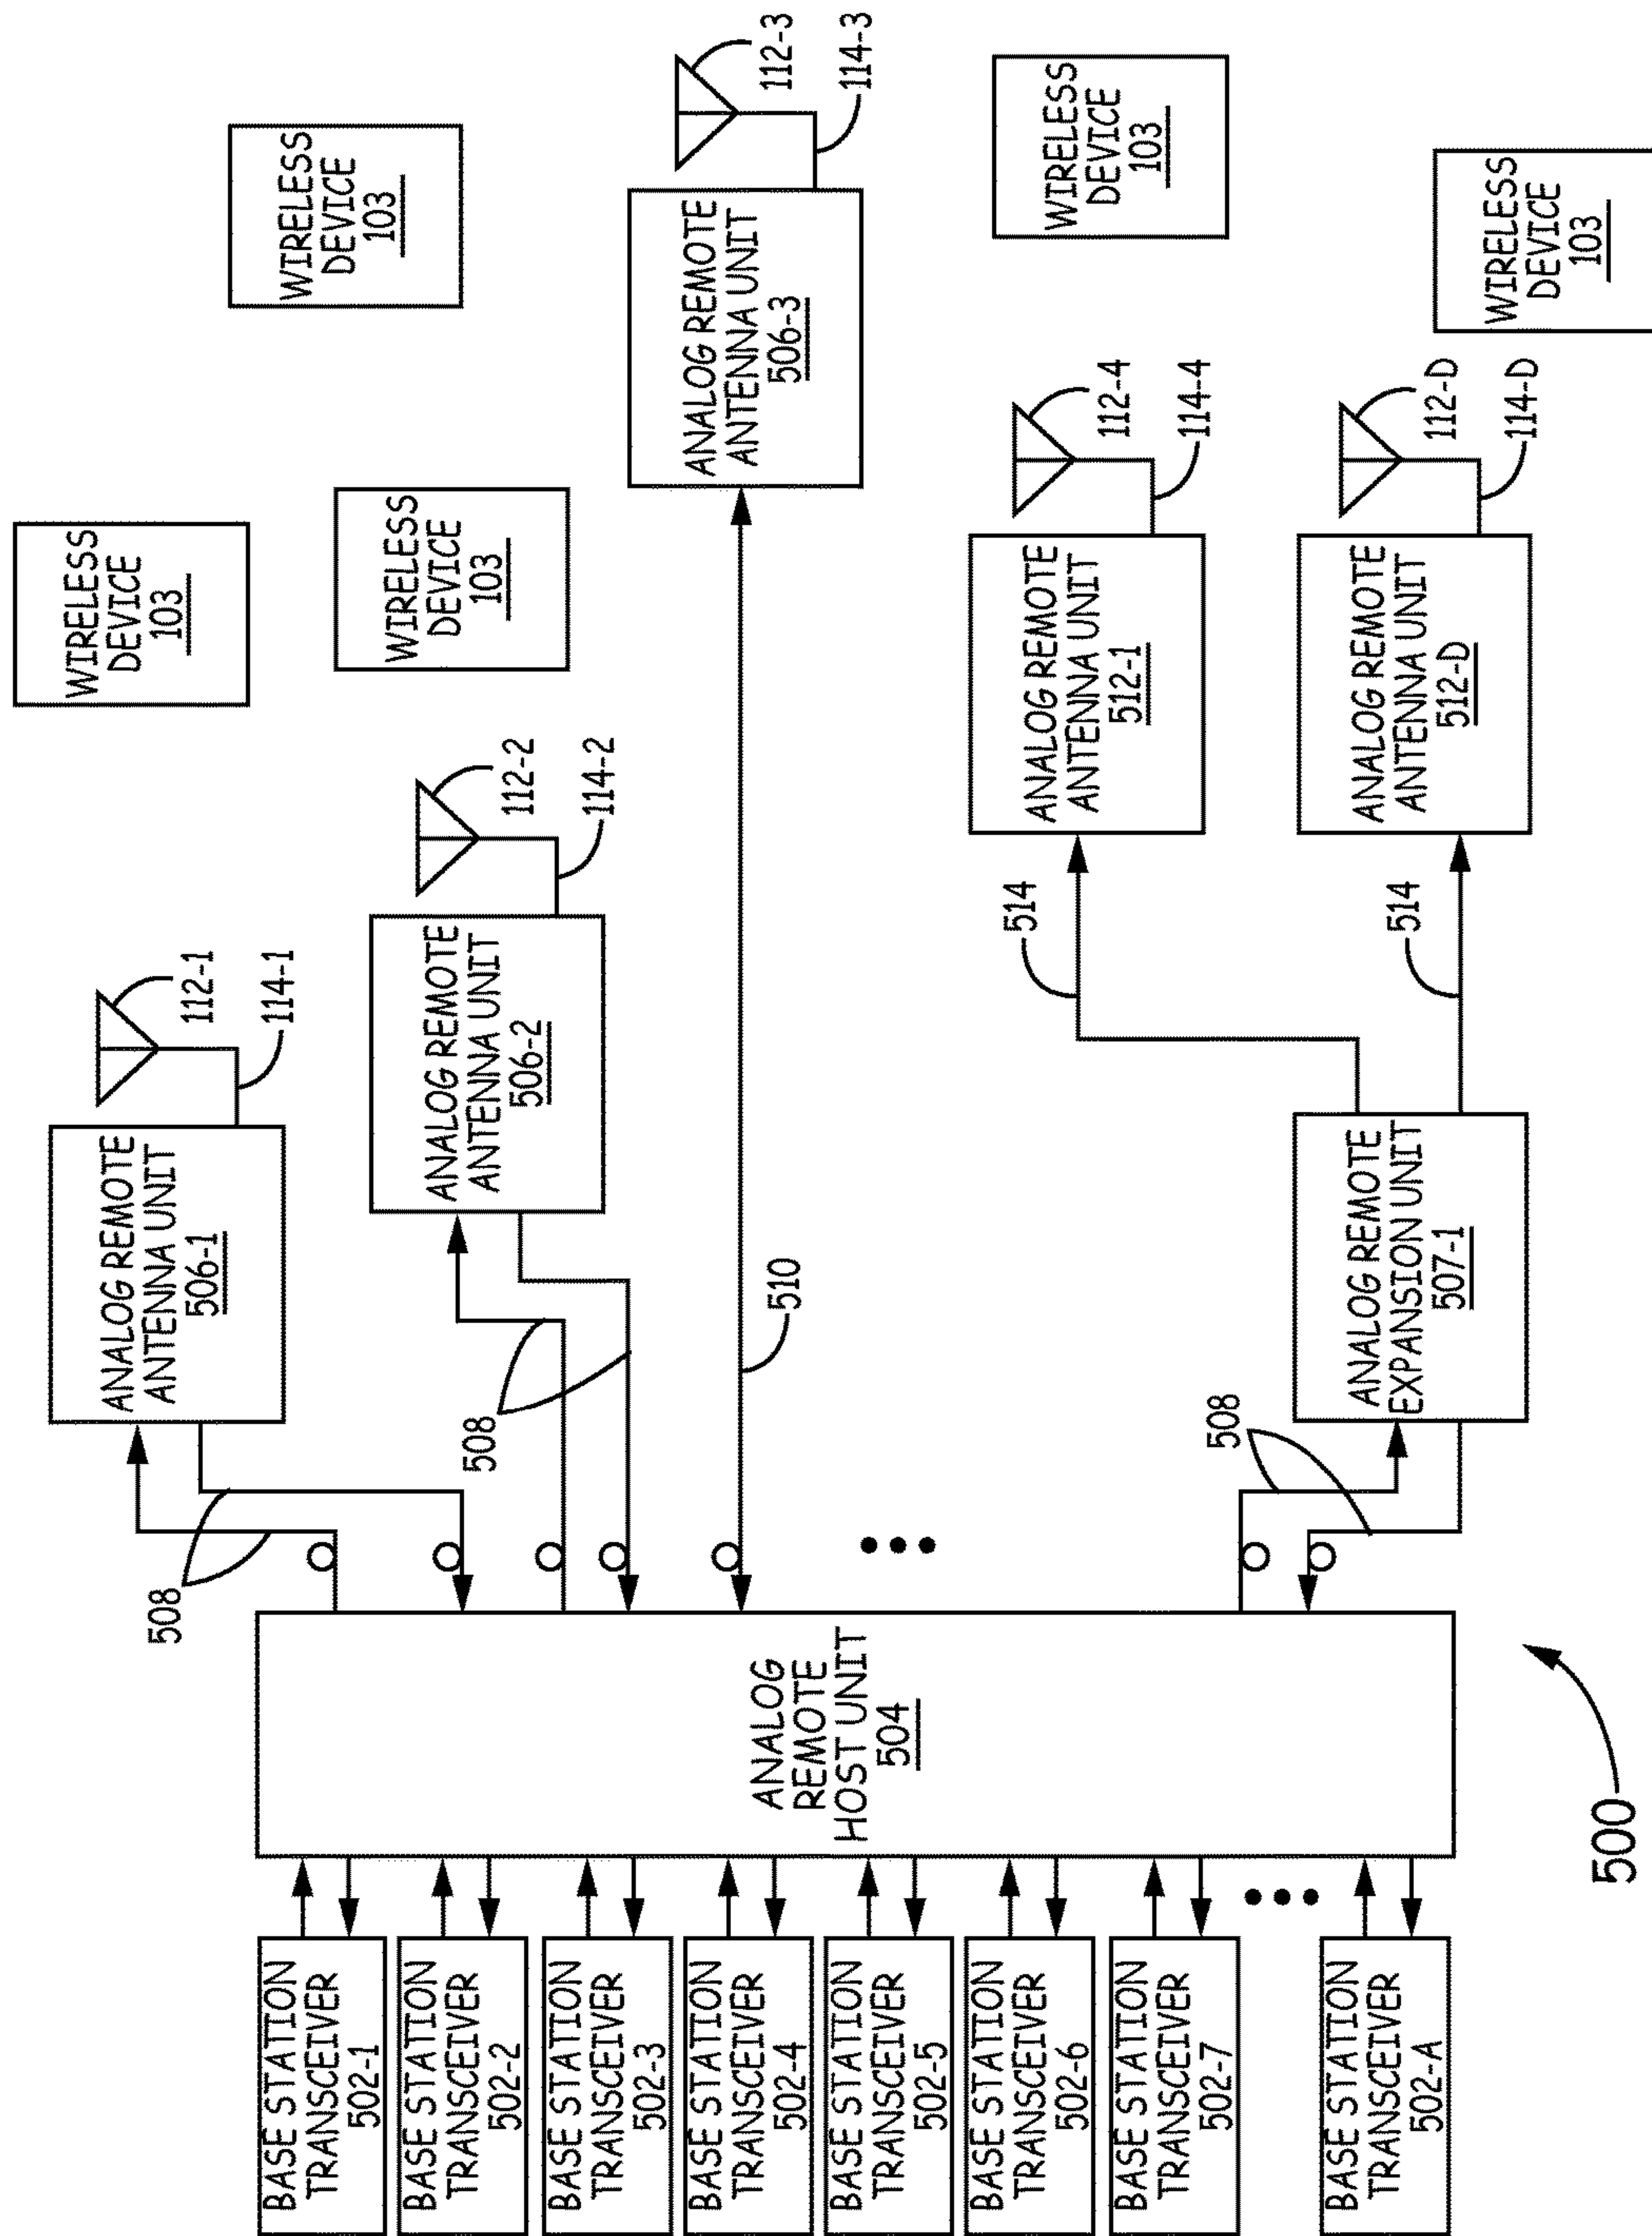 BASE STATION
TRANSCEIVER
502-1
BASE STATION
TRANSCEIVER
502-2
BASE STATION
TRANSCEIVER
502-3
BASE STATION
TRANSCEIVER
502-4
BASE STATION
TRANSCEIVER
502-5
BASE STATION
TRANSCEIVER
502-6
BASE STATION
TRANSCEIVER
502-7
BASE STATION
TRANSCEIVER
502-A
ANALOG
REMOTE
HOST UNIT
504
500
508
508
510
508
ANALOG REMOTE
ANTENNA UNIT
506-1
112-1
114-1
ANALOG REMOTE
ANTENNA UNIT
506-2
112-2
114-2
ANALOG REMOTE
ANTENNA UNIT
506-3
112-3
114-3
ANALOG REMOTE
EXPANSION UNIT
507-1
514
514
ANALOG REMOTE
ANTENNA UNIT
512-1
112-4
114-4
ANALOG REMOTE
ANTENNA UNIT
512-D
112-D
114-D
WIRELESS
DEVICE
103
WIRELESS
DEVICE
103
WIRELESS
DEVICE
103
WIRELESS
DEVICE
103
WIRELESS
DEVICE
103